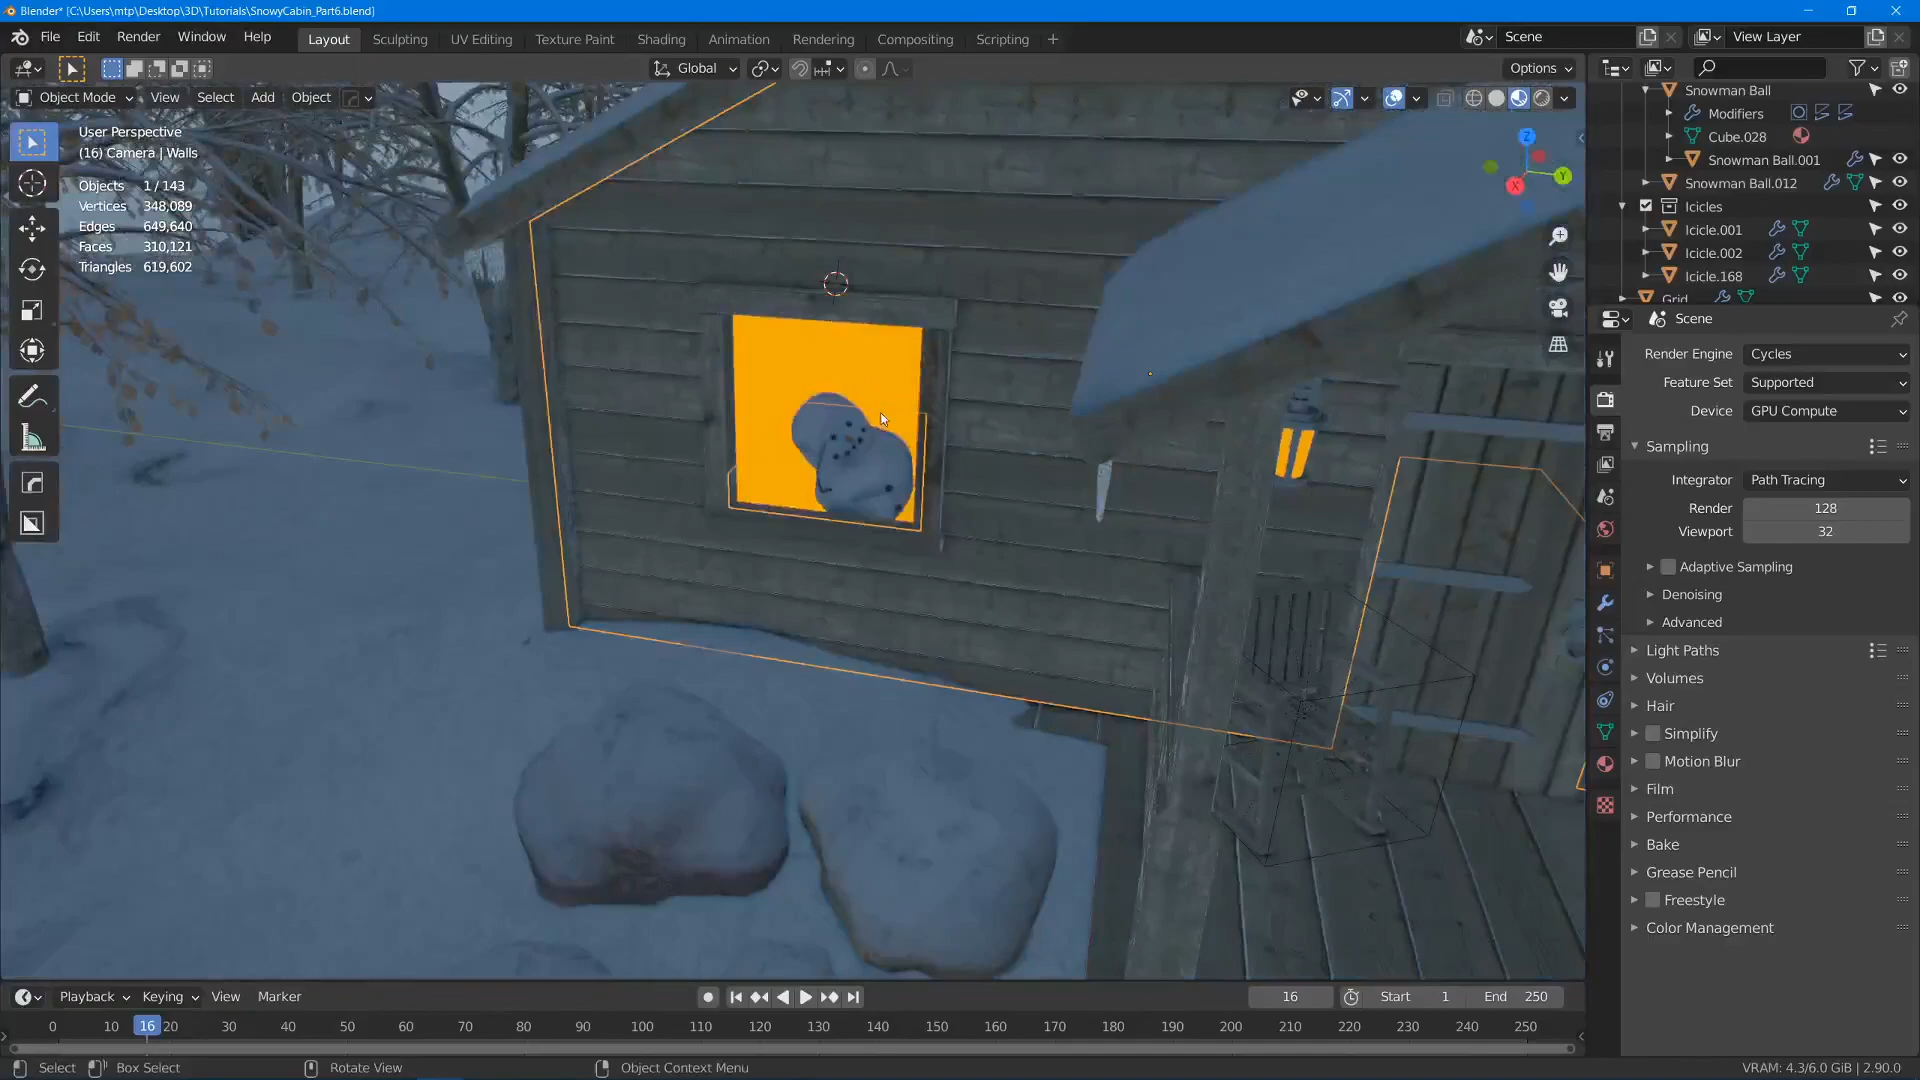 Blender* [C:\Users\mtp\Desktop\3D\Tutorials\SnowyCabin_Part6.blend]
File Edit Render Window Help Layout Sculpting UV Editing Texture Paint Shading Animation Rendering Compositing Scripting + Scene View Layer
Global Options
Object Mode View Select Add Object
User Perspective
(16) Camera | Walls
Objects 1 / 143
Vertices 348,089
Edges 649,640
Faces 310,121
Triangles 619,602
Z
Y
X
Snowman Ball
Modifiers
Cube.028
Snowman Ball.001
Snowman Ball.012
Icicles
Icicle.001
Icicle.002
Icicle.168
Grid
Scene
Render Engine Cycles
Feature Set Supported
Device GPU Compute
Sampling
Integrator Path Tracing
Render 128
Viewport 32
Adaptive Sampling
Denoising
Advanced
Light Paths
Volumes
Hair
Simplify
Motion Blur
Film
Performance
Bake
Grease Pencil
Freestyle
Color Management
Playback Keying View Marker 16 Start 1 End 250
0 10 16 20 30 40 50 60 70 80 90 100 110 120 130 140 150 160 170 180 190 200 210 220 230 240 250
Select Box Select Rotate View Object Context Menu VRAM: 4.3/6.0 GiB | 2.90.0